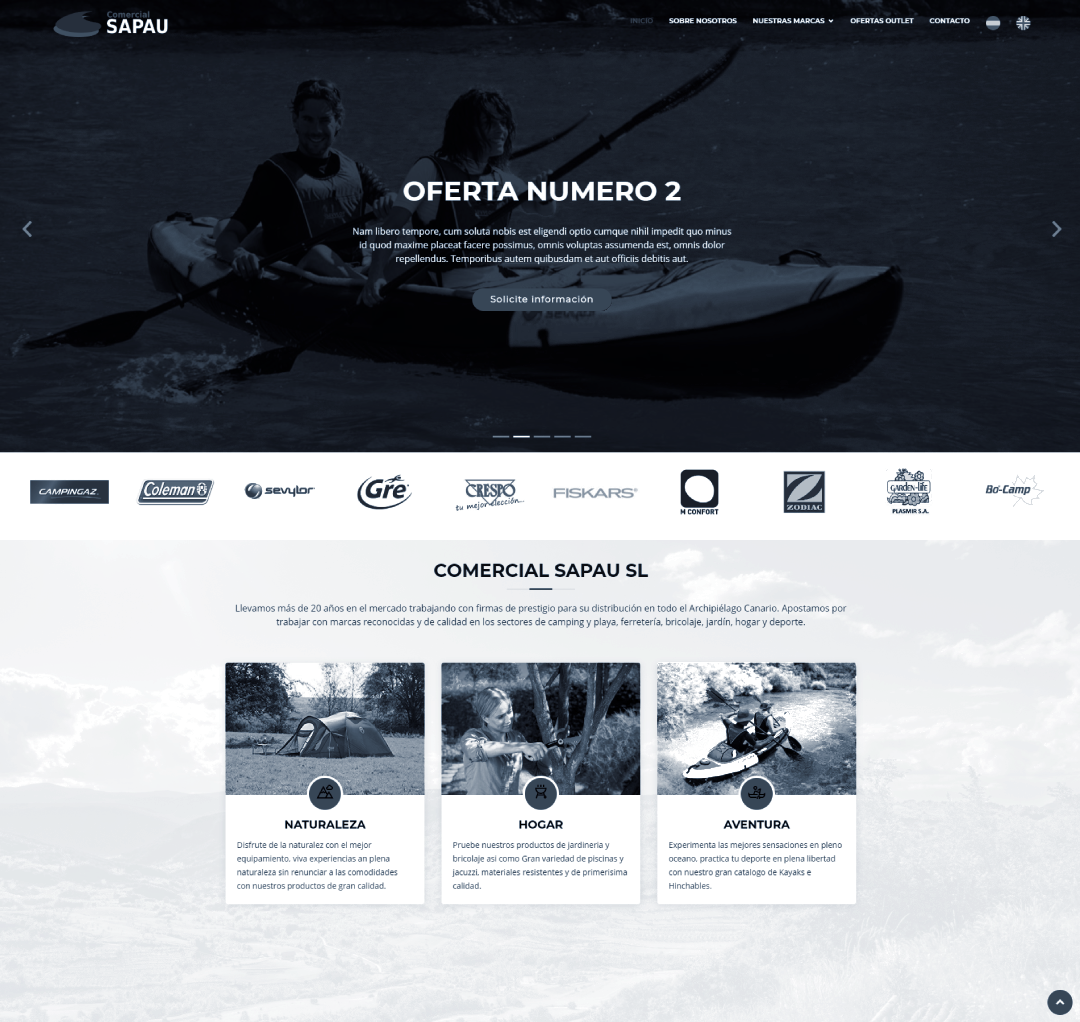 Comercial
SAPAU
INICIO
SOBRE NOSOTROS
NUESTRAS MARCAS
OFERTAS OUTLET
CONTACTO
OFERTA NUMERO 2
Nam libero tempore, cum soluta nobis est eligendi optio cumque nihil impedit quo minus
id quod maxime placeat facere possimus, omnis voluptas assumenda est, omnis dolor
repellendus. Temporibus autem quibusdam et aut officiis debitis aut.
Solicite información
CAMPINGAZ
Coleman
sevylor
Gre
CRESPO
tu mejor elección...
FISKARS
M CONFORT
ZODIAC
GARDEN-life
PLASMIR S.A.
Bo-Camp
COMERCIAL SAPAU SL
Llevamos más de 20 años en el mercado trabajando con firmas de prestigio para su distribución en todo el Archipiélago Canario. Apostamos por
trabajar con marcas reconocidas y de calidad en los sectores de camping y playa, ferretería, bricolaje, jardín, hogar y deporte.
NATURALEZA
Disfrute de la naturalez con el mejor
equipamiento, viva experiencias an plena
naturaleza sin renunciar a las comodidades
con nuestros productos de gran calidad.
HOGAR
Pruebe nuestros productos de jardineria y
bricolaje asi como Gran variedad de piscinas y
jacuzzi, materiales resistentes y de primerisima
calidad.
AVENTURA
Experimenta las mejores sensaciones en pleno
oceano, practica tu deporte en plena libertad
con nuestro gran catalogo de Kayaks e
Hinchables.